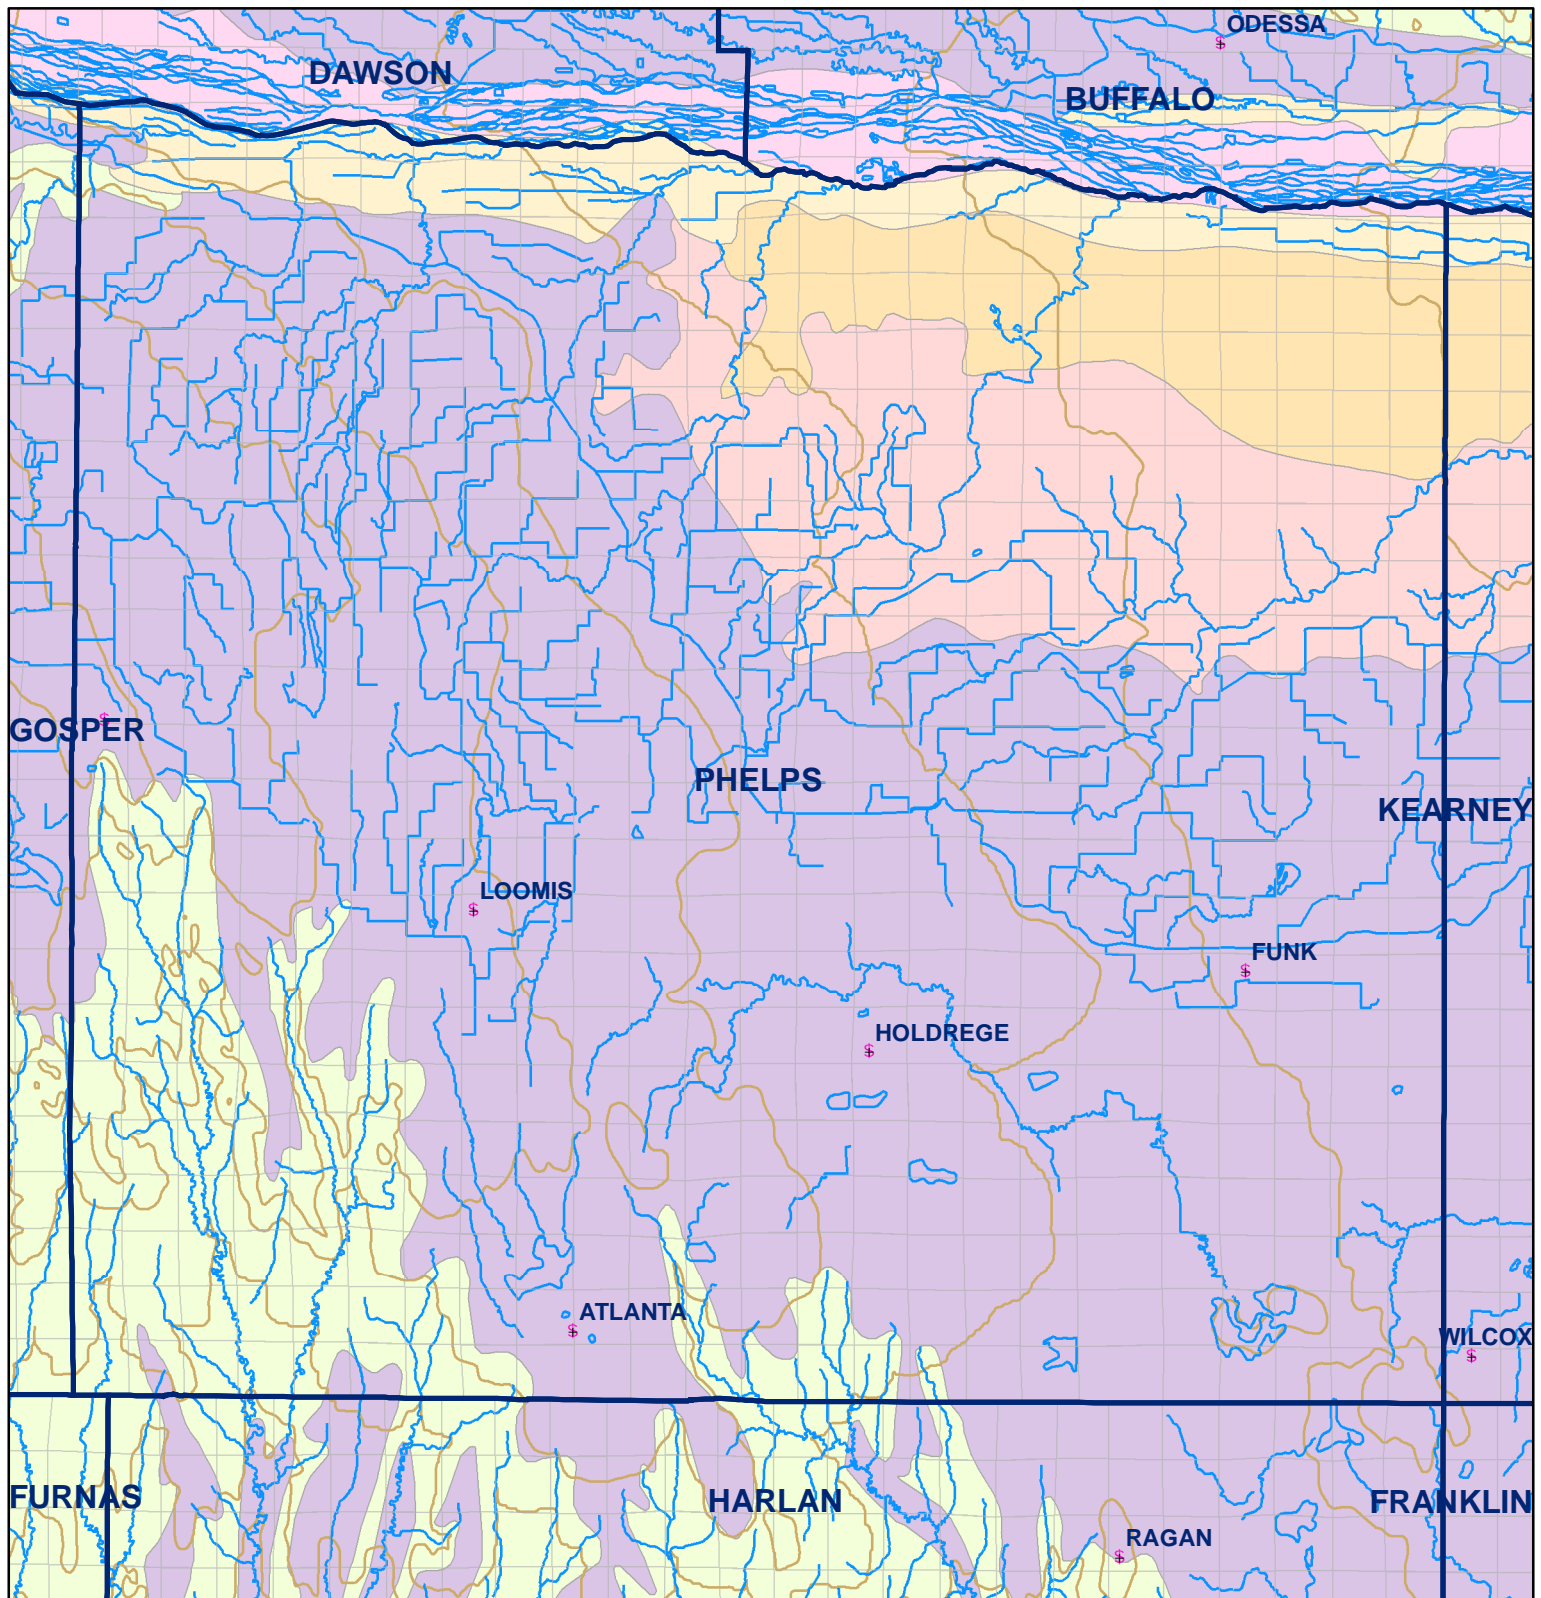 ODESSA
DAWSON
BUFFALO
GOSPER
PHELPS
KEARNEY
LOOMIS
FUNK
HOLDREGE
ATLANTA
WILCOX
FURNAS
HARLAN
FRANKLIN
RAGAN